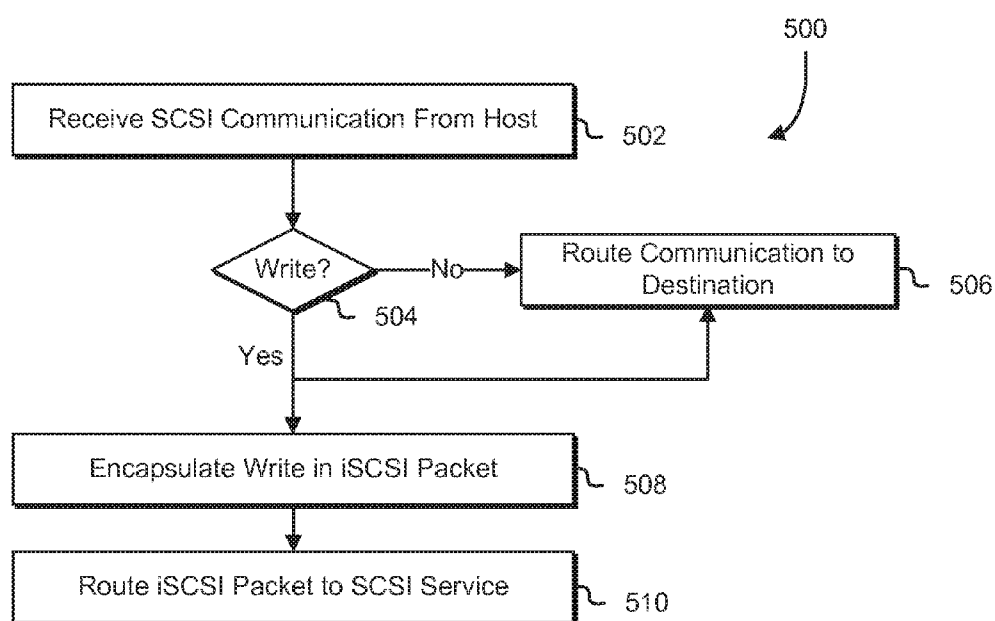 500
Receive SCSI Communication From Host
502
Write?
No
Route Communication to
Destination
506
504
Yes
Encapsulate Write in iSCSI Packet
508
Route iSCSI Packet to SCSI Service
510